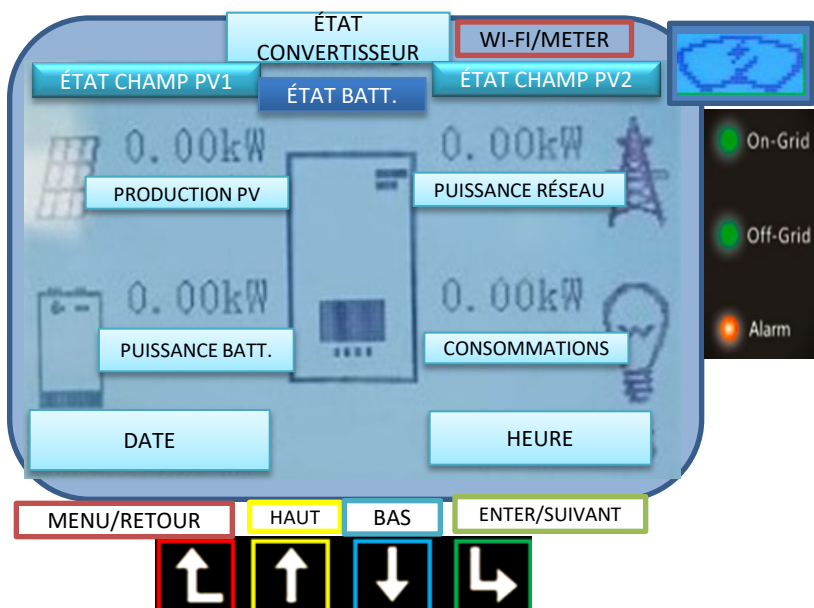 ÉTAT
CONVERTISSEUR
WI-FI/METER
ÉTAT CHAMP PV1
ÉTAT BATT.
ÉTAT CHAMP PV2
0.00kW
0.00kW
On-Grid
PRODUCTION PV
PUISSANCE RÉSEAU
Off-Grid
0.00kW
0.00kW
Alarm
PUISSANCE BATT.
CONSOMMATIONS
DATE
HEURE
MENU/RETOUR
HAUT
BAS
ENTER/SUIVANT